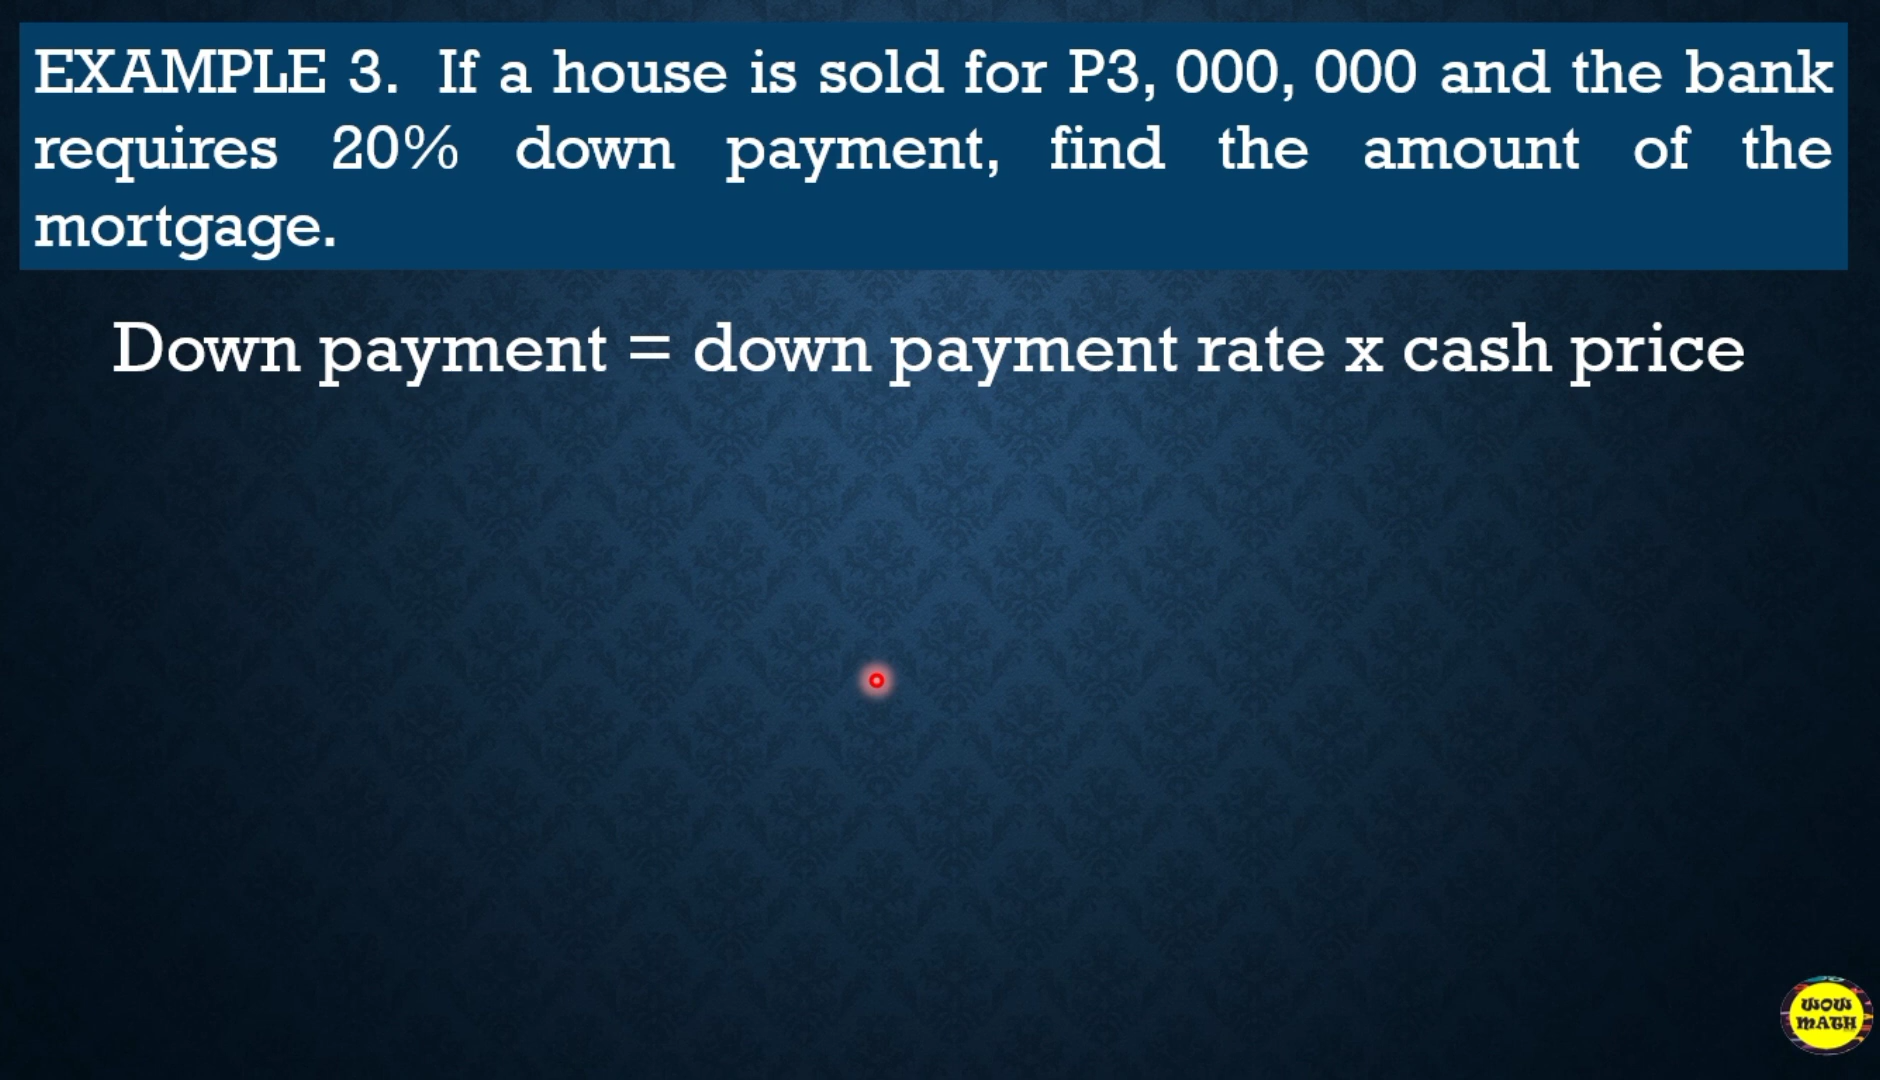 EXAMPLE 3. If a house is sold for P3, 000, 000 and the bank
requires 20% down payment, find the amount of the
mortgage.
Down payment = down payment rate x cash price
WOW
MATH